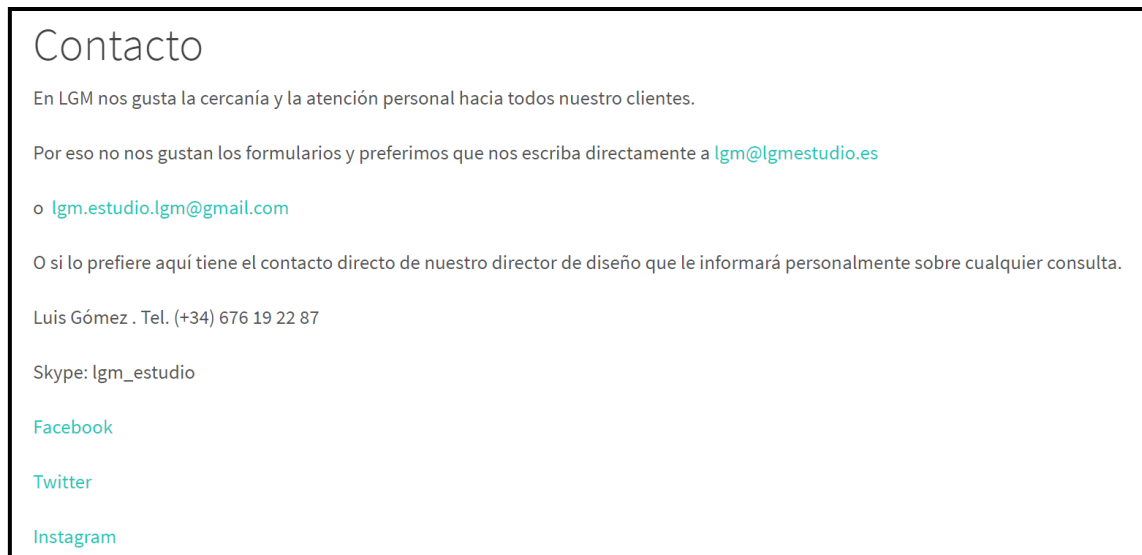 Contacto
En LGM nos gusta la cercanía y la atención personal hacia todos nuestro clientes.
Por eso no nos gustan los formularios y preferimos que nos escriba directamente a lgm@lgmestudio.es
o lgm.estudio.lgm@gmail.com
O si lo prefiere aquí tiene el contacto directo de nuestro director de diseño que le informará personalmente sobre cualquier consulta.
Luis Gómez . Tel. (+34) 676 19 22 87
Skype: lgm_estudio
Facebook
Twitter
Instagram